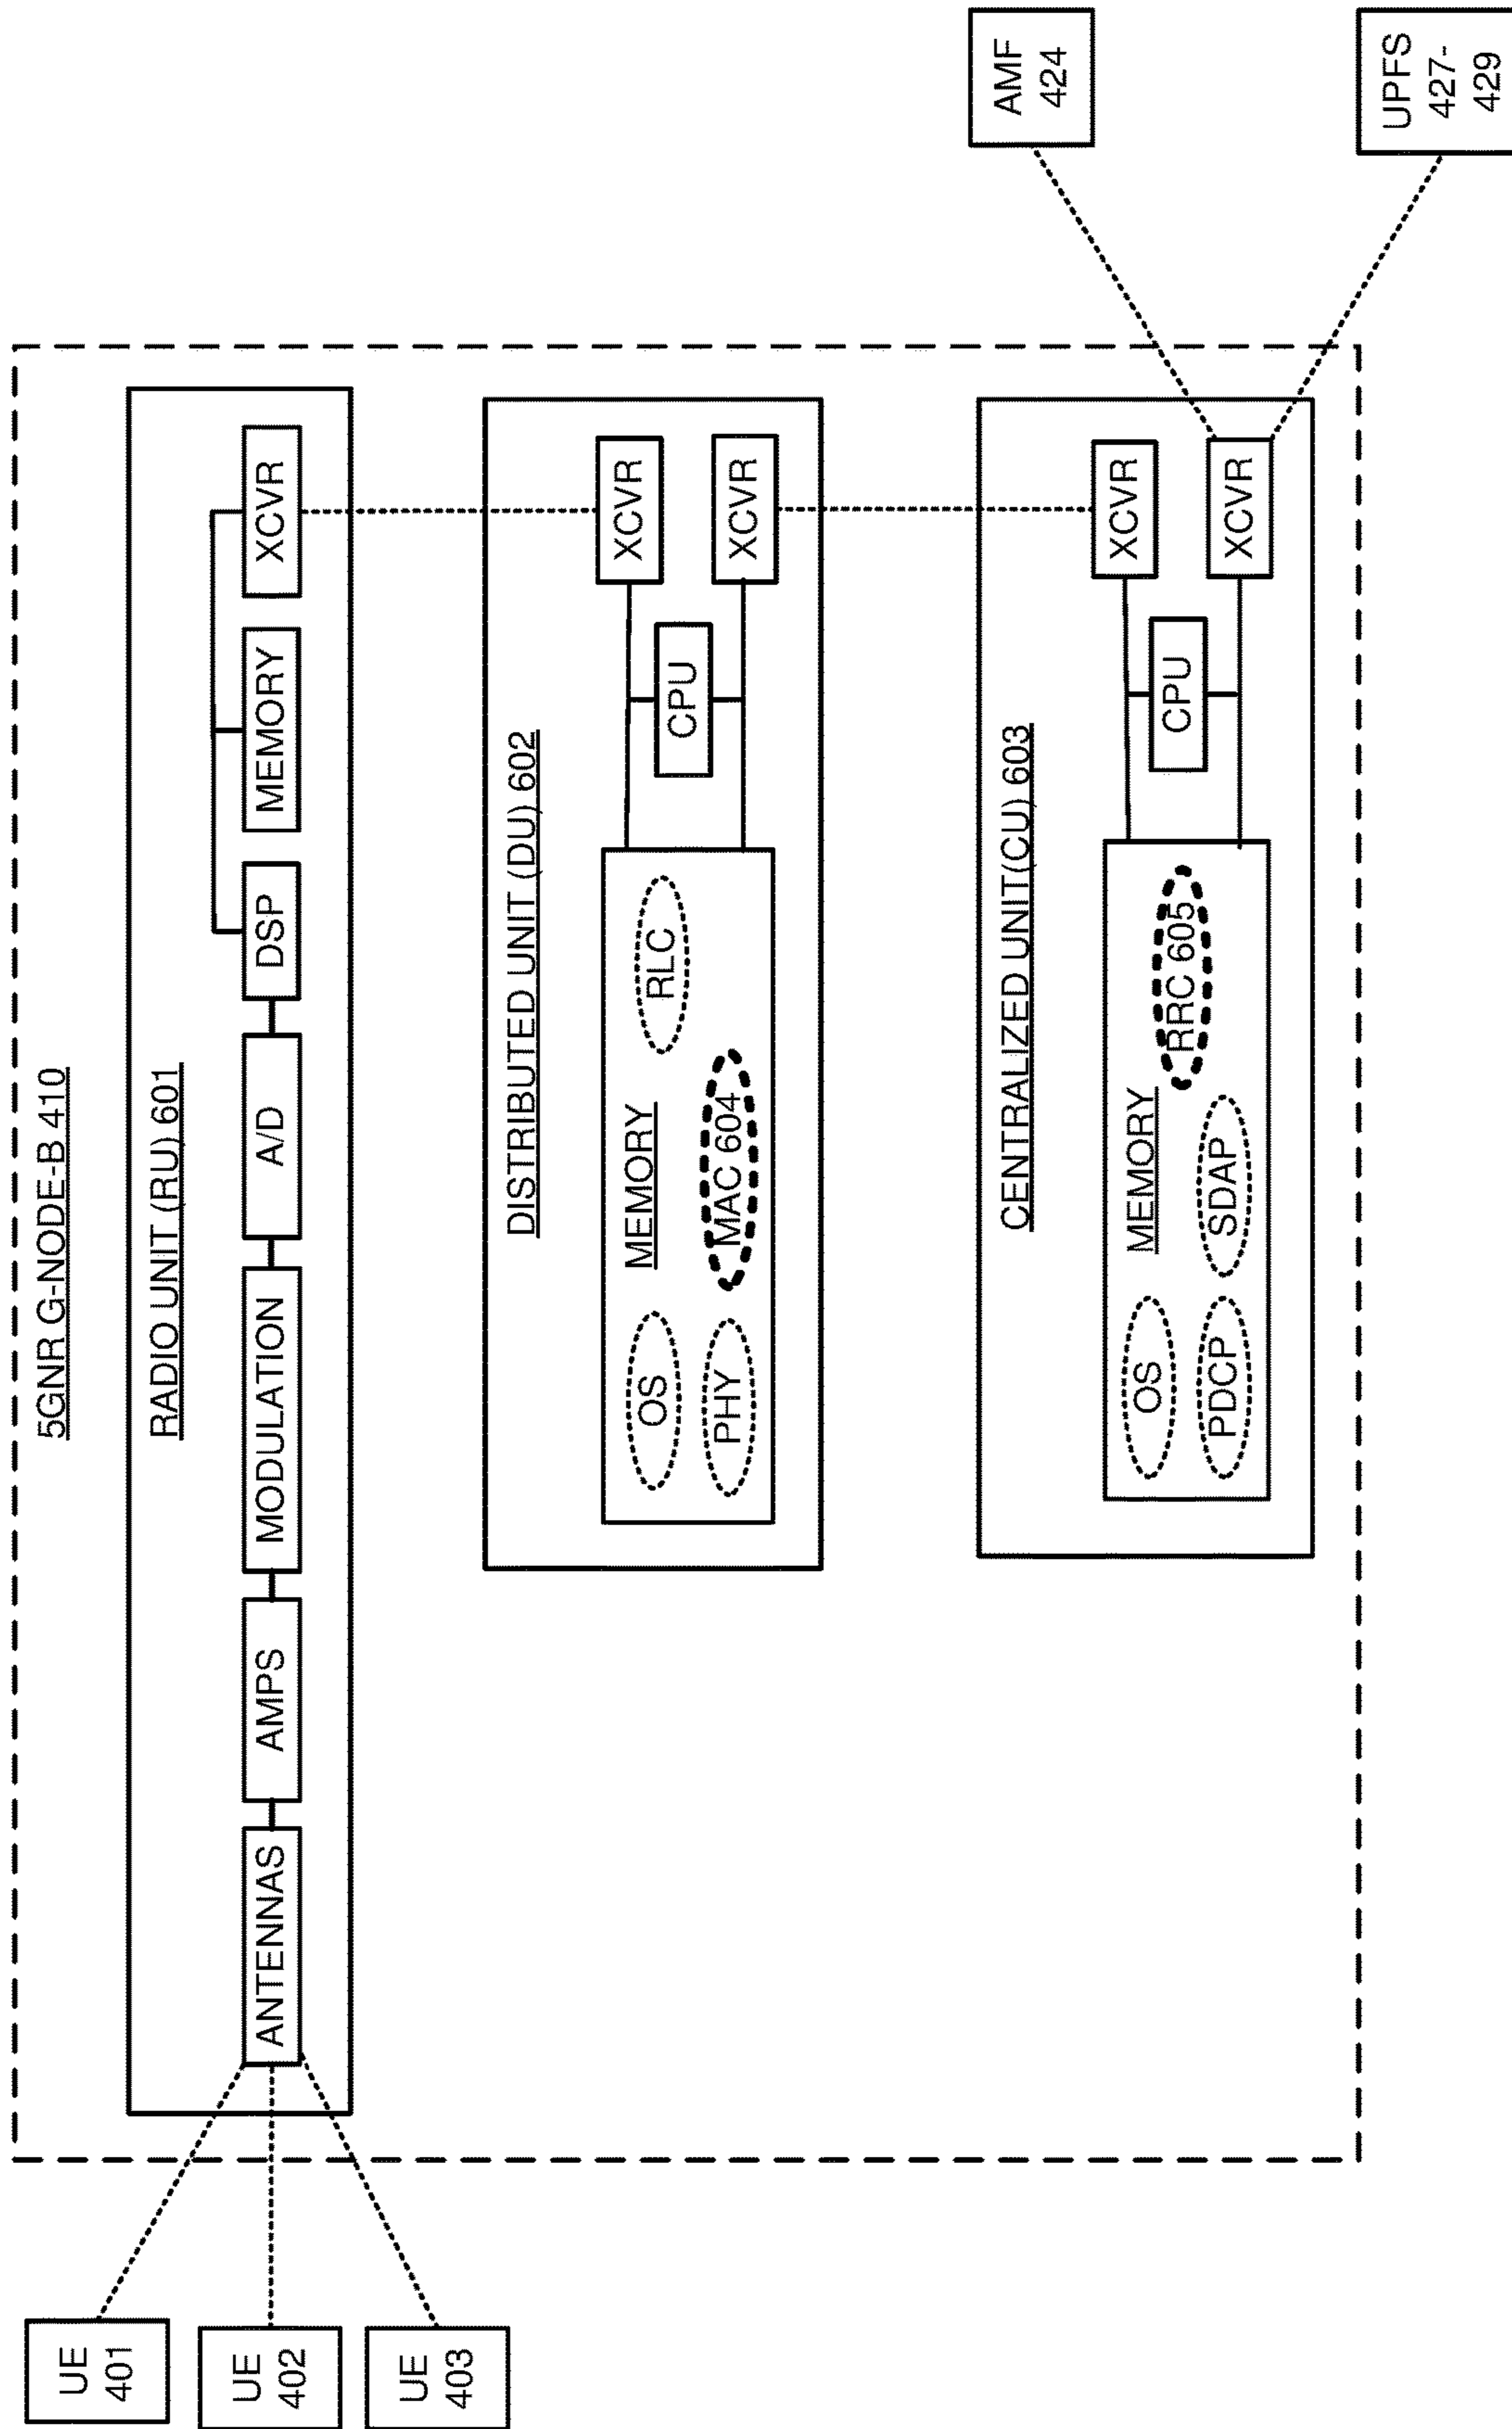 5GNR G-NODE-B 410
UE
401
UE
402
UE
403
RADIO UNIT (RU) 601
ANTENNAS
AMPS
MODULATION
A/D
DSP
MEMORY
XCVR
DISTRIBUTED UNIT (DU) 602
MEMORY
OS
RLC
PHY
MAC 604
CPU
XCVR
XCVR
CENTRALIZED UNIT(CU) 603
MEMORY
OS
RRC 605
PDCP
SDAP
CPU
XCVR
XCVR
AMF
424
UPFS
427-
429